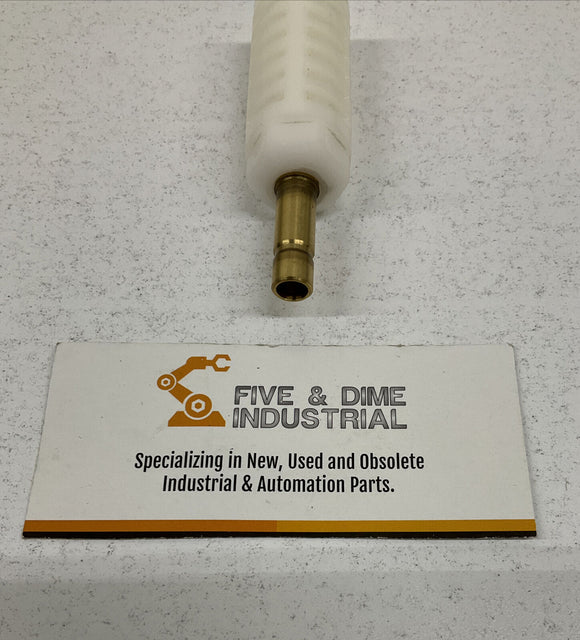 FIVE & DIME
INDUSTRIAL
Specializing in New, Used and Obsolete
Industrial & Automation Parts.